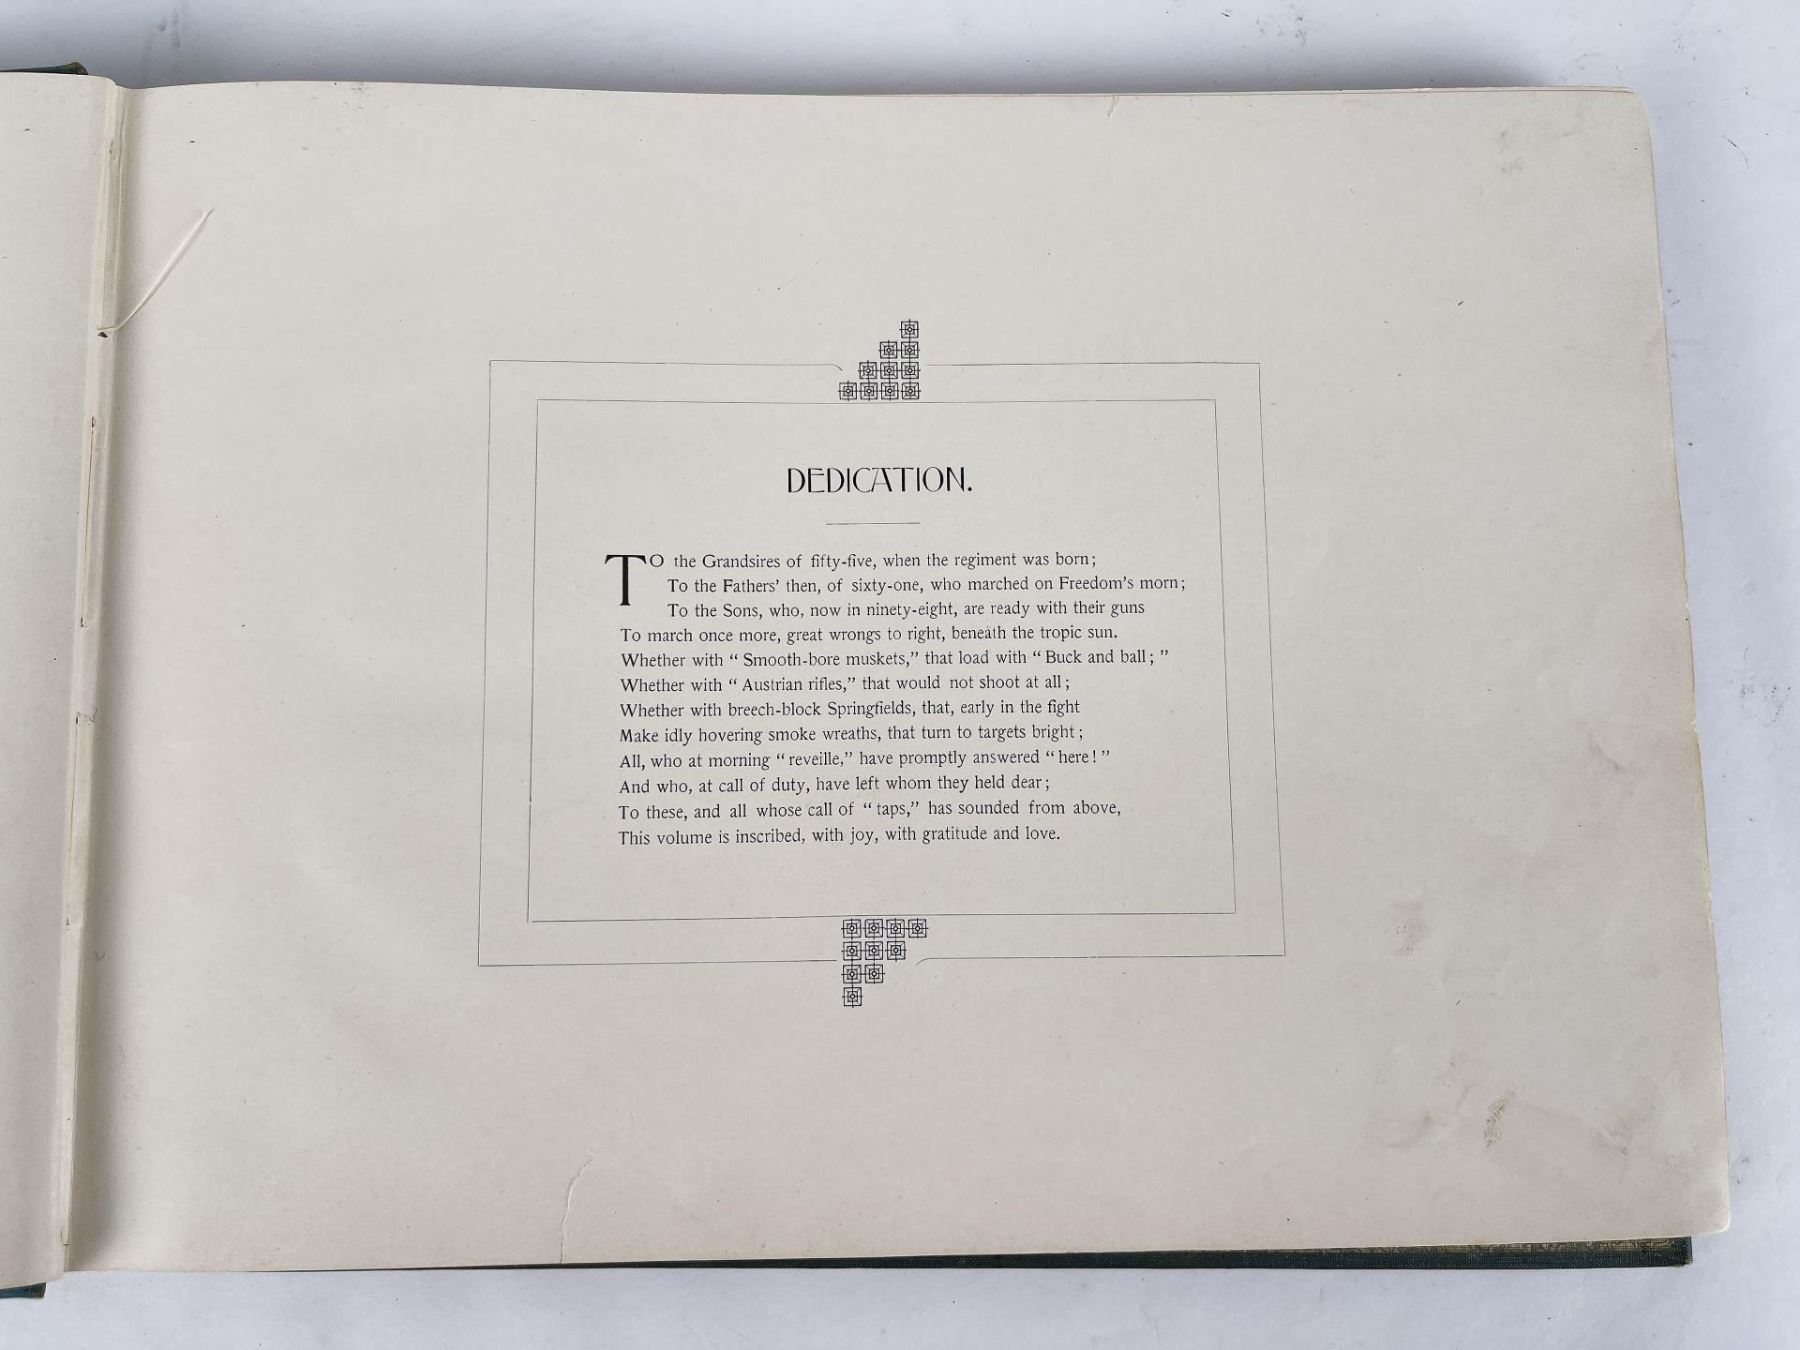 DEDICATION.
To the Grandsires of fifty-five, when the regiment was born;
To the Fathers' then, of sixty-one, who marched on Freedom's morn;
To the Sons, who, now in ninety-eight, are ready with their guns
To march once more, great wrongs to right, beneath the tropic sun.
Whether with "Smooth-bore muskets," that load with "Buck and ball;"
Whether with "Austrian rifles," that would not shoot at all;
Whether with breech-block Springfields, that, early in the fight
Make idly hovering smoke wreaths, that turn to targets bright;
All, who at morning "reveille," have promptly answered "here!"
And who, at call of duty, have left whom they held dear;
To these, and all whose call of "taps," has sounded from above,
This volume is inscribed, with joy, with gratitude and love.